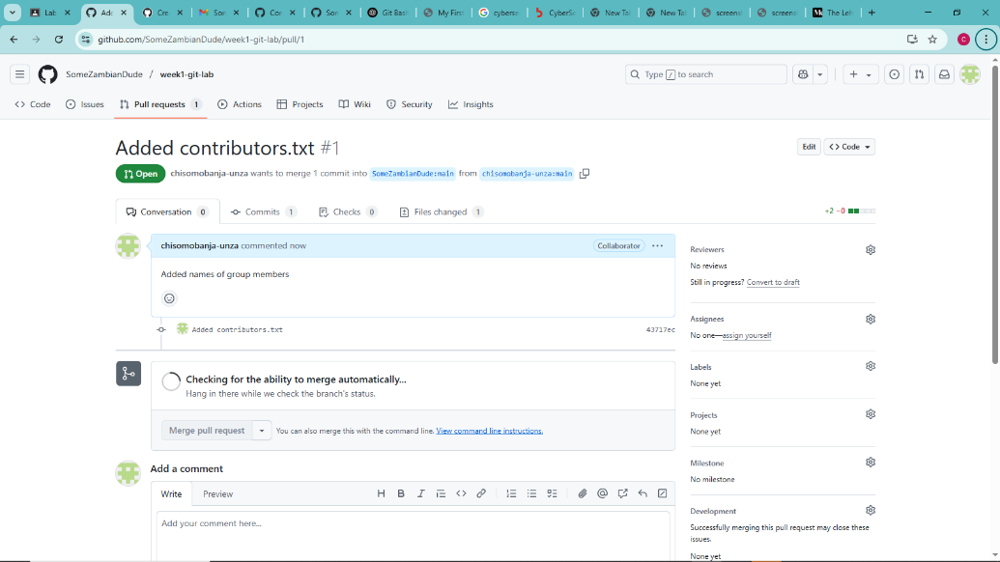 Lab
Ad
Cre
Som
Cor
Sor
Git Bash
My Firs
cyberse
CyberSe
New Ta
New Ta
screensh
screensh
The Leh
github.com/SomeZambianDude/week1-git-lab/pull/1
C
SomeZambianDude / week1-git-lab
Type / to search
Code
Issues
Pull requests 1
Actions
Projects
Wiki
Security
Insights
Added contributors.txt #1
Edit
<> Code
Open
chisomobanja-unza wants to merge 1 commit into SomeZambianDude:main from chisomobanja-unza:main
Conversation 0
Commits 1
Checks 0
Files changed 1
+2 −0
chisomobanja-unza commented now
Collaborator
Added names of group members
Added contributors.txt
43717ec
Checking for the ability to merge automatically...
Hang in there while we check the branch's status.
Merge pull request
You can also merge this with the command line. View command line instructions.
Add a comment
Write
Preview
Add your comment here...
Reviewers
No reviews
Still in progress? Convert to draft
Assignees
No one—assign yourself
Labels
None yet
Projects
None yet
Milestone
No milestone
Development
Successfully merging this pull request may close these
issues.
None yet